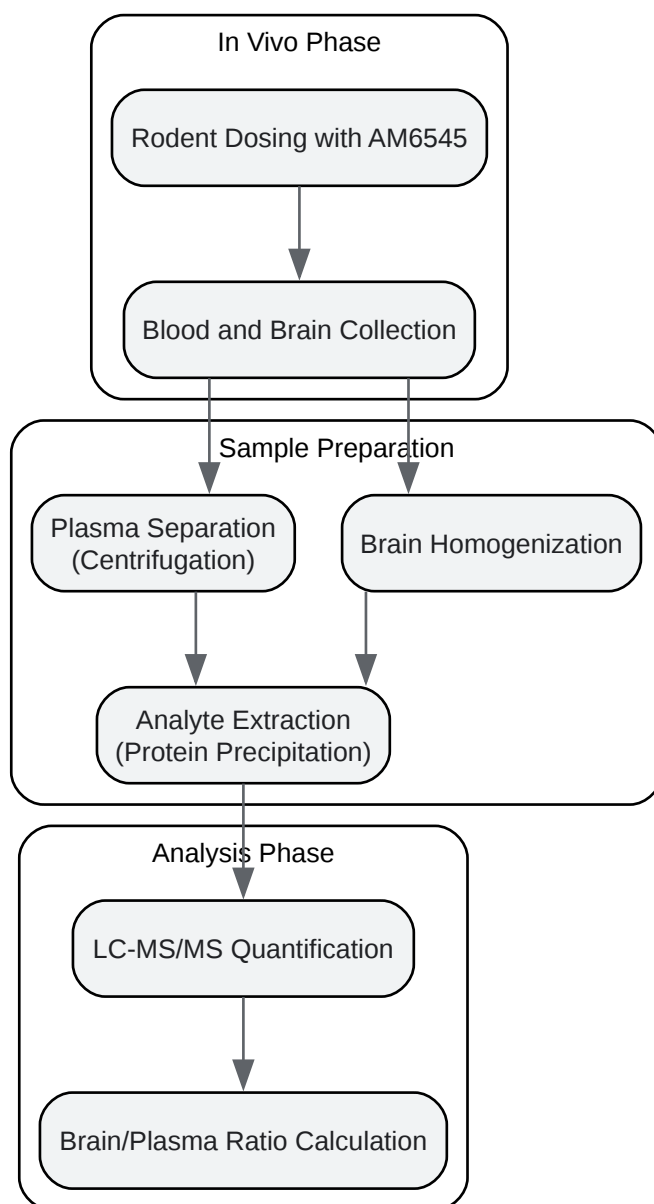 In Vivo Phase
Rodent Dosing with AM6545
Blood and Brain Collection
Sample Preparation
Plasma Separation
(Centrifugation)
Brain Homogenization
Analyte Extraction
(Protein Precipitation)
Analysis Phase
LC-MS/MS Quantification
Brain/Plasma Ratio Calculation